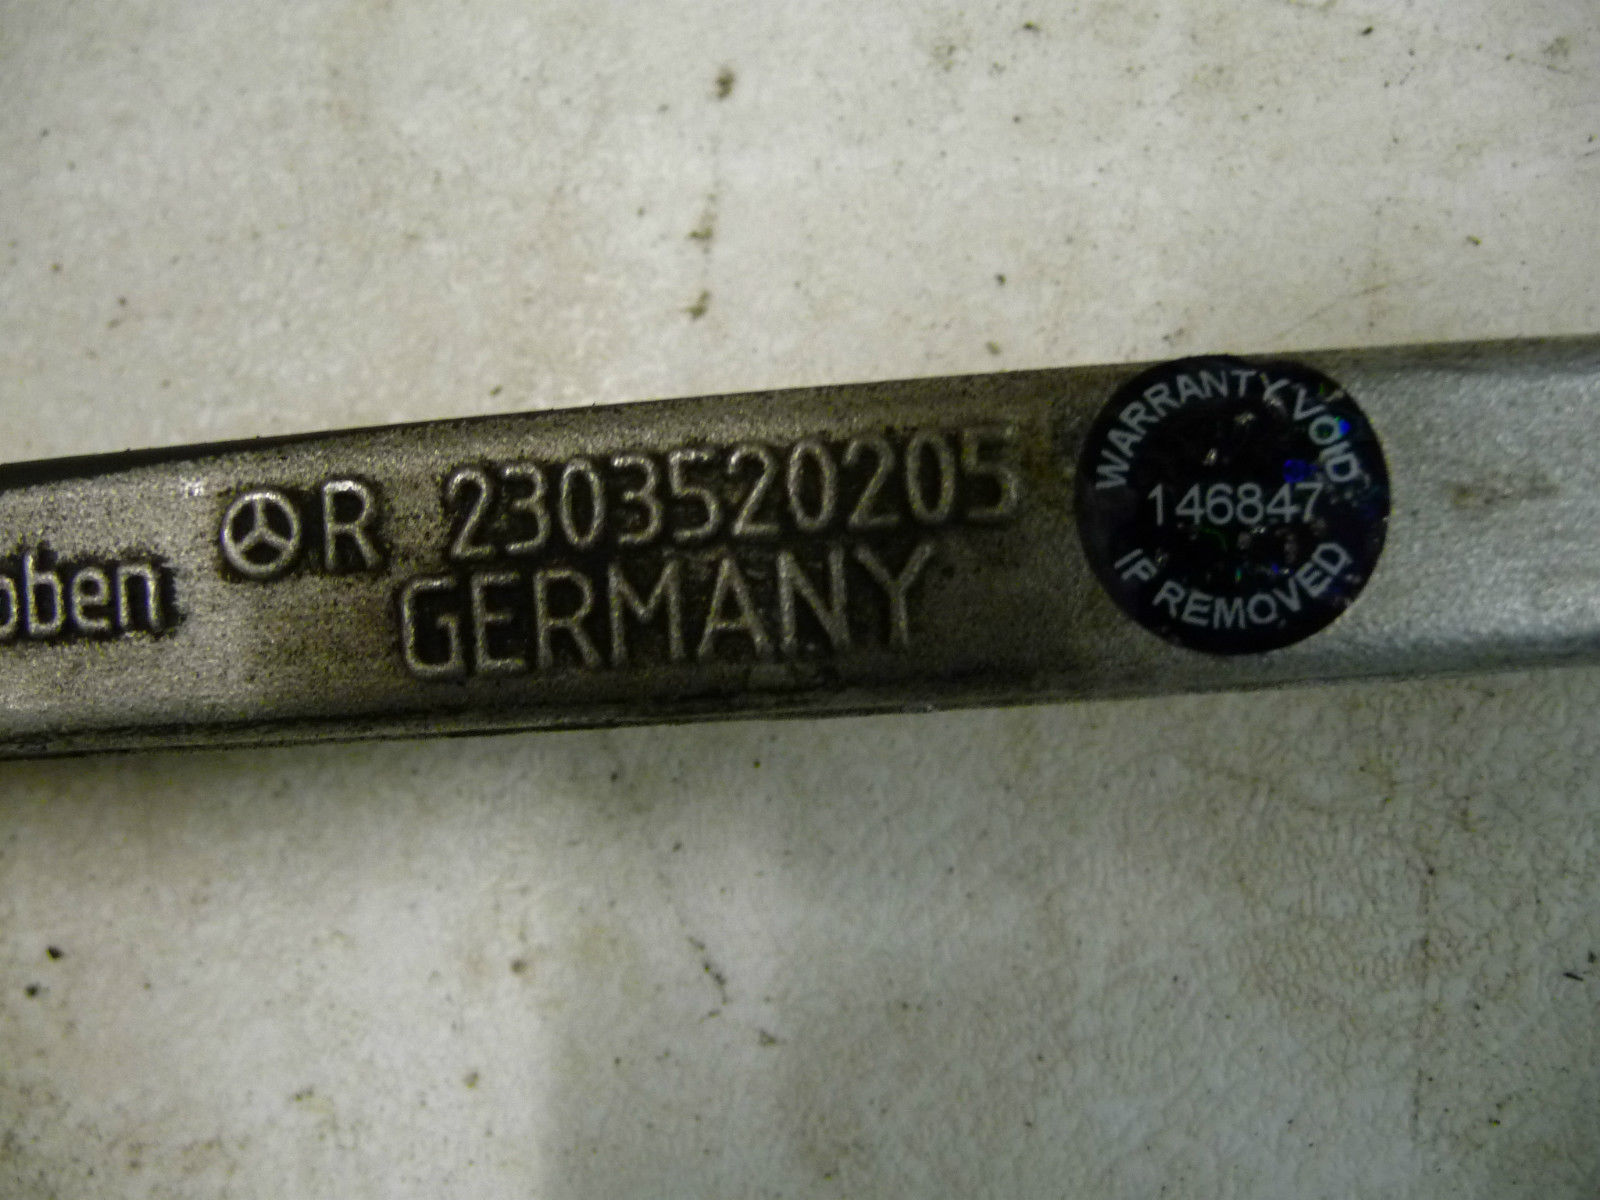 oben
R 2303520205
GERMANY
WARRANTY VOID
146847
IF REMOVED